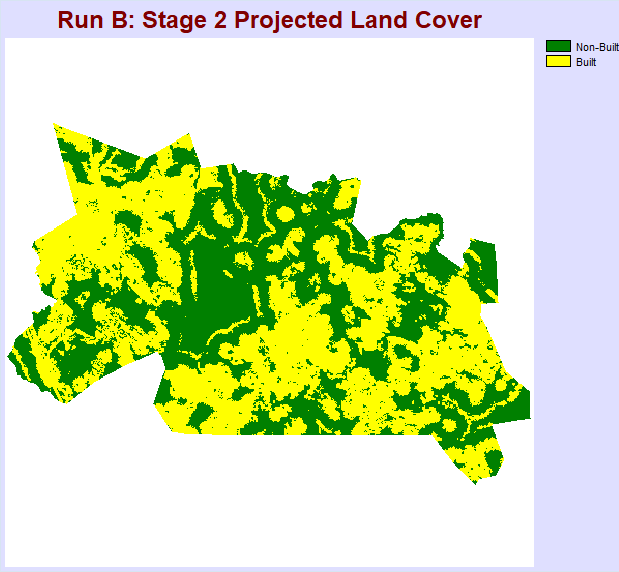 Run B: Stage 2 Projected Land Cover
Non-Built
Built